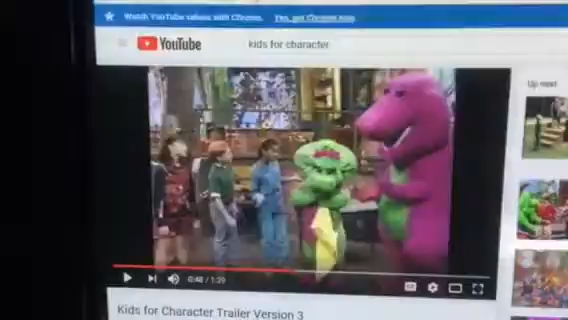 Watch YouTube videos with Chrome. Yes, get Chrome now.
YouTube
kids for character
Up next
0:48 / 1:39
Kids for Character Trailer Version 3